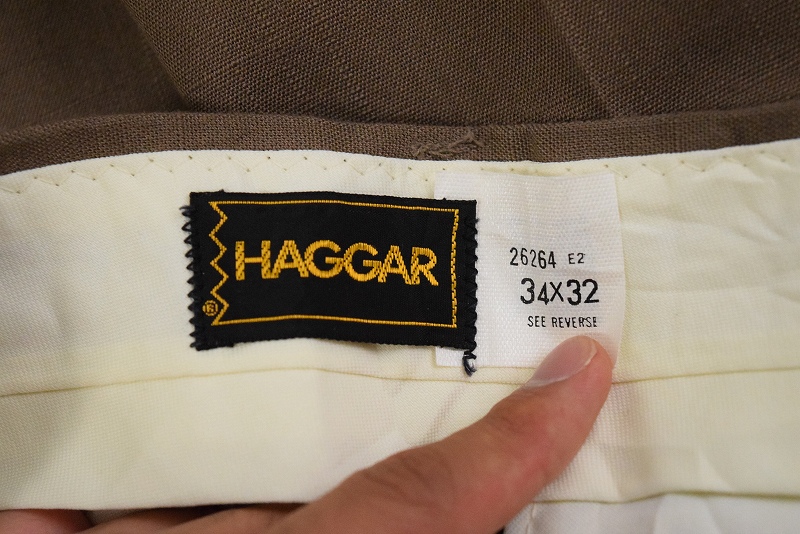 HAGGAR
®
26264 E2
34X32
SEE REVERSE